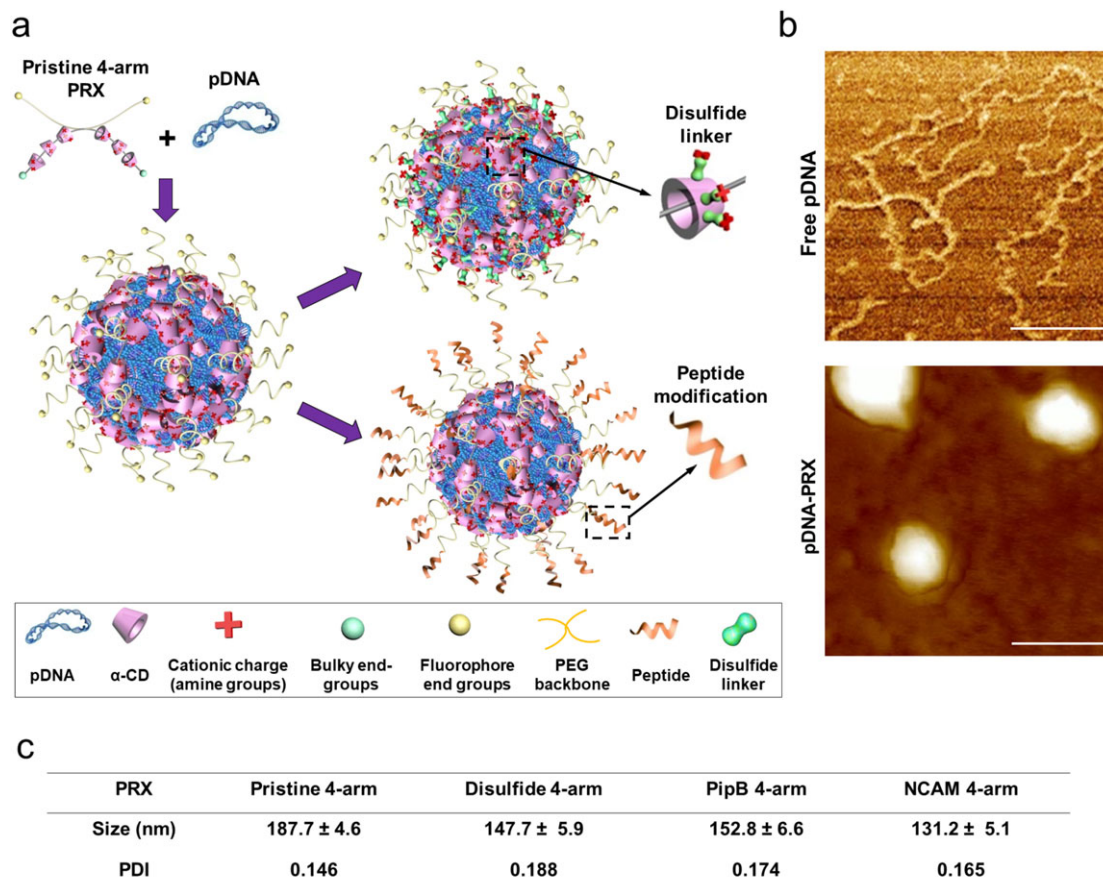 a
Pristine 4-arm
PRX
pDNA
+
Disulfide
linker
Peptide
modification
pDNA
α-CD
Cationic charge
(amine groups)
Bulky end-
groups
Fluorophore
end groups
PEG
backbone
Peptide
Disulfide
linker
b
Free pDNA
pDNA-PRX
c
PRX Pristine 4-arm Disulfide 4-arm PipB 4-arm NCAM 4-arm
Size (nm) 187.7 ± 4.6 147.7 ± 5.9 152.8 ± 6.6 131.2 ± 5.1
PDI 0.146 0.188 0.174 0.165